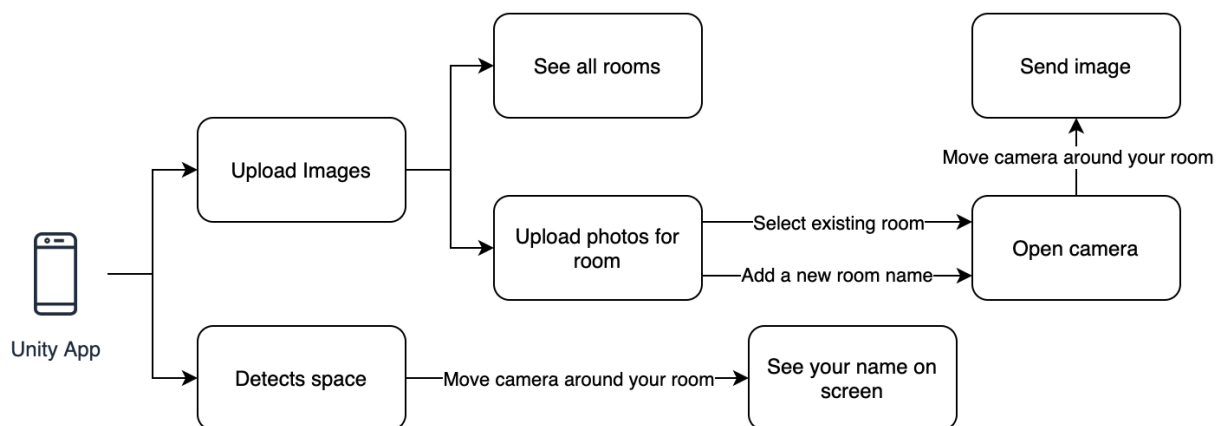 See all rooms
Send image
Move camera around your room
Upload Images
Upload photos for
room
Select existing room
Add a new room name
Open camera
Unity App
Detects space
Move camera around your room
See your name on
screen